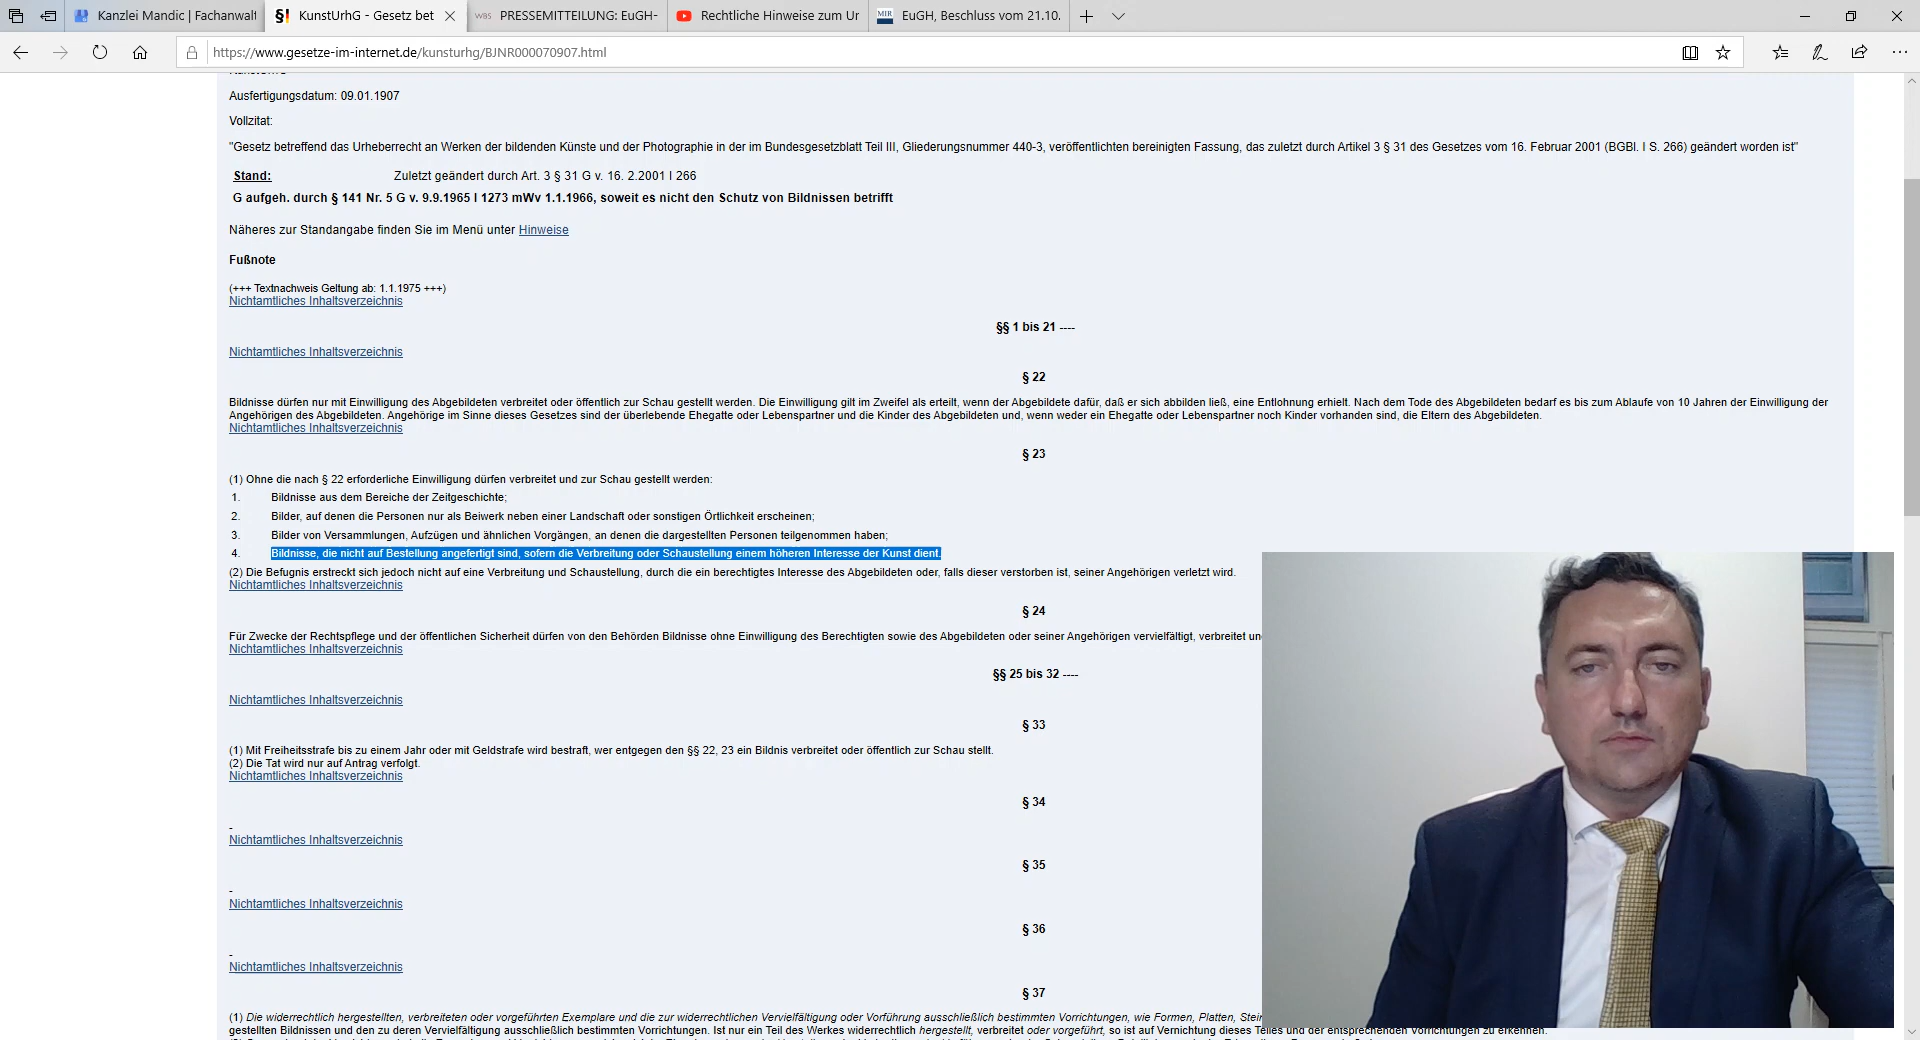 Kanzlei Mandic | Fachanwalt
KunstUrhG - Gesetz bet
WBS PRESSEMITTEILUNG: EuGH-
Rechtliche Hinweise zum Ur
MIR EuGH, Beschluss vom 21.10.
https://www.gesetze-im-internet.de/kunsturhg/BJNR000070907.html
Ausfertigungsdatum: 09.01.1907
Vollzitat:
"Gesetz betreffend das Urheberrecht an Werken der bildenden Künste und der Photographie in der im Bundesgesetzblatt Teil III, Gliederungsnummer 440-3, veröffentlichten bereinigten Fassung, das zuletzt durch Artikel 3 § 31 des Gesetzes vom 16. Februar 2001 (BGBl. I S. 266) geändert worden ist"
Stand: Zuletzt geändert durch Art. 3 § 31 G v. 16. 2.2001 I 266
G aufgeh. durch § 141 Nr. 5 G v. 9.9.1965 I 1273 mWv 1.1.1966, soweit es nicht den Schutz von Bildnissen betrifft
Näheres zur Standangabe finden Sie im Menü unter Hinweise
Fußnote
(+++ Textnachweis Geltung ab: 1.1.1975 +++)
Nichtamtliches Inhaltsverzeichnis
§§ 1 bis 21 ----
Nichtamtliches Inhaltsverzeichnis
§ 22
Bildnisse dürfen nur mit Einwilligung des Abgebildeten verbreitet oder öffentlich zur Schau gestellt werden. Die Einwilligung gilt im Zweifel als erteilt, wenn der Abgebildete dafür, daß er sich abbilden ließ, eine Entlohnung erhielt. Nach dem Tode des Abgebildeten bedarf es bis zum Ablaufe von 10 Jahren der Einwilligung der
Angehörigen des Abgebildeten. Angehörige im Sinne dieses Gesetzes sind der überlebende Ehegatte oder Lebenspartner und die Kinder des Abgebildeten und, wenn weder ein Ehegatte oder Lebenspartner noch Kinder vorhanden sind, die Eltern des Abgebildeten.
Nichtamtliches Inhaltsverzeichnis
§ 23
(1) Ohne die nach § 22 erforderliche Einwilligung dürfen verbreitet und zur Schau gestellt werden:
1. Bildnisse aus dem Bereiche der Zeitgeschichte;
2. Bilder, auf denen die Personen nur als Beiwerk neben einer Landschaft oder sonstigen Örtlichkeit erscheinen;
3. Bilder von Versammlungen, Aufzügen und ähnlichen Vorgängen, an denen die dargestellten Personen teilgenommen haben;
4. Bildnisse, die nicht auf Bestellung angefertigt sind, sofern die Verbreitung oder Schaustellung einem höheren Interesse der Kunst dient.
(2) Die Befugnis erstreckt sich jedoch nicht auf eine Verbreitung und Schaustellung, durch die ein berechtigtes Interesse des Abgebildeten oder, falls dieser verstorben ist, seiner Angehörigen verletzt wird.
Nichtamtliches Inhaltsverzeichnis
§ 24
Für Zwecke der Rechtspflege und der öffentlichen Sicherheit dürfen von den Behörden Bildnisse ohne Einwilligung des Berechtigten sowie des Abgebildeten oder seiner Angehörigen vervielfältigt, verbreitet un
Nichtamtliches Inhaltsverzeichnis
§§ 25 bis 32 ----
Nichtamtliches Inhaltsverzeichnis
§ 33
(1) Mit Freiheitsstrafe bis zu einem Jahr oder mit Geldstrafe wird bestraft, wer entgegen den §§ 22, 23 ein Bildnis verbreitet oder öffentlich zur Schau stellt.
(2) Die Tat wird nur auf Antrag verfolgt.
Nichtamtliches Inhaltsverzeichnis
§ 34
-
Nichtamtliches Inhaltsverzeichnis
§ 35
-
Nichtamtliches Inhaltsverzeichnis
§ 36
-
Nichtamtliches Inhaltsverzeichnis
§ 37
(1) Die widerrechtlich hergestellten, verbreiteten oder vorgeführten Exemplare und die zur widerrechtlichen Vervielfältigung oder Vorführung ausschließlich bestimmten Vorrichtungen, wie Formen, Platten, Stei
gestellten Bildnissen und den zu deren Vervielfältigung ausschließlich bestimmten Vorrichtungen. Ist nur ein Teil des Werkes widerrechtlich hergestellt, verbreitet oder vorgeführt, so ist auf Vernichtung dieses Teiles und der entsprechenden Vorrichtungen zu erkennen.